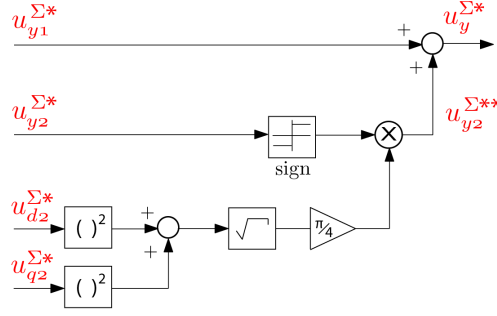 u_{y1}^{Σ*} + u_y^{Σ*}
+
u_{y2}^{Σ*} × u_{y2}^{Σ**}
sign
u_{d2}^{Σ*} ( )² + √ π/4
+
u_{q2}^{Σ*} ( )²